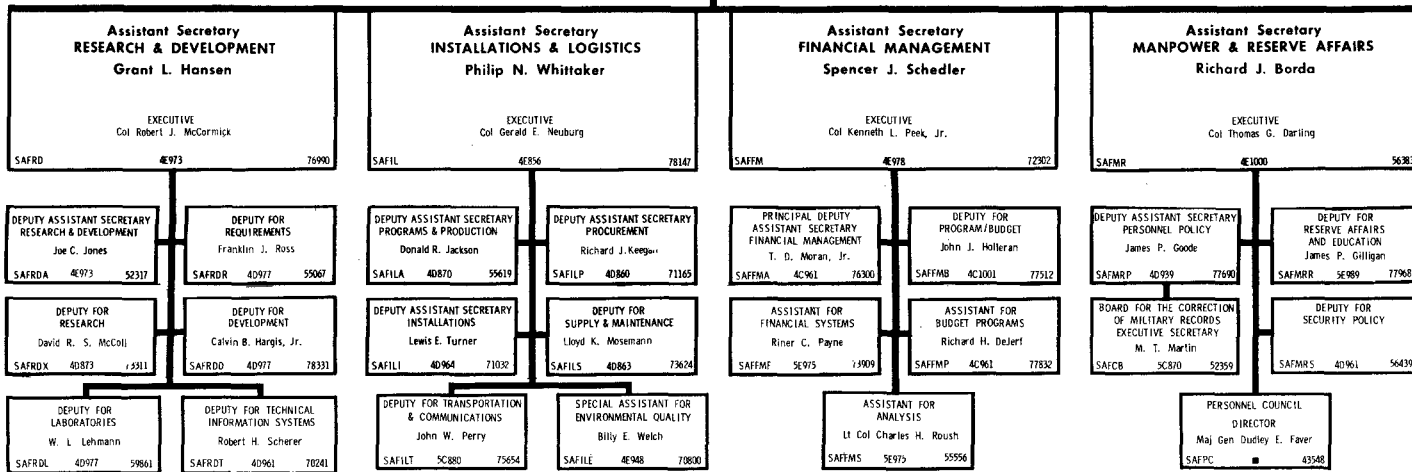 Assistant Secretary
RESEARCH & DEVELOPMENT
Grant L. Hansen
EXECUTIVE
Col Robert J. McCormick
SAFRD 4E973 76990
Assistant Secretary
INSTALLATIONS & LOGISTICS
Philip N. Whittaker
EXECUTIVE
Col Gerald E. Neuburg
SAFIL 4E856 78147
Assistant Secretary
FINANCIAL MANAGEMENT
Spencer J. Schedler
EXECUTIVE
Col Kenneth L. Peek, Jr.
SAFFM 4E978 72302
Assistant Secretary
MANPOWER & RESERVE AFFAIRS
Richard J. Borda
EXECUTIVE
Col Thomas G. Darling
SAFMR 4E1000 56383
DEPUTY ASSISTANT SECRETARY
RESEARCH & DEVELOPMENT
Joe C. Jones
SAFRDA 4E973 52317
DEPUTY FOR
REQUIREMENTS
Franklin J. Ross
SAFRDR 4D977 55067
DEPUTY ASSISTANT SECRETARY
PROGRAMS & PRODUCTION
Donald R. Jackson
SAFILA 4D870 55619
DEPUTY ASSISTANT SECRETARY
PROCUREMENT
Richard J. Keegan
SAFILP 4D860 71165
PRINCIPAL DEPUTY
ASSISTANT SECRETARY
FINANCIAL MANAGEMENT
T. D. Moran, Jr.
SAFFMA 4C961 76300
DEPUTY FOR
PROGRAM/BUDGET
John J. Holleran
SAFFMB 4C1001 77512
DEPUTY ASSISTANT SECRETARY
PERSONNEL POLICY
James P. Goode
SAFMRP 4D939 77690
DEPUTY FOR
RESERVE AFFAIRS
AND EDUCATION
James P. Gilligan
SAFMRR 5E989 77968
DEPUTY FOR
RESEARCH
David R. S. McColl
SAFRDX 4D873 73311
DEPUTY FOR
DEVELOPMENT
Calvin B. Hargis, Jr.
SAFRDD 4D977 78331
DEPUTY ASSISTANT SECRETARY
INSTALLATIONS
Lewis E. Turner
SAFILI 4D964 71032
DEPUTY FOR
SUPPLY & MAINTENANCE
Lloyd K. Mosemann
SAFILS 4D863 73624
ASSISTANT FOR
FINANCIAL SYSTEMS
Riner C. Payne
SAFFMF 5E975 73909
ASSISTANT FOR
BUDGET PROGRAMS
Richard H.
SAFFMP 4C961 77832
BOARD FOR THE CORRECTION
OF MILITARY RECORDS
EXECUTIVE SECRETARY
M. T. Martin
SAFCB 5C870 52359
DEPUTY FOR
SECURITY POLICY
SAFMRS 4D961 56439
DEPUTY FOR
LABORATORIES
W. L. Lehmann
SAFRDL 4D977 59861
DEPUTY FOR TECHNICAL
INFORMATION SYSTEMS
Robert H. Scherer
SAFRDT 4D961 70241
DEPUTY FOR TRANSPORTATION
& COMMUNICATIONS
John W. Perry
SAFILT 5C880 75654
SPECIAL ASSISTANT FOR
ENVIRONMENTAL QUALITY
Billy E. Welch
SAFILE 4E948 70800
ASSISTANT FOR
ANALYSIS
Lt Col Charles H. Roush
SAFFMS 5E975 55556
PERSONNEL COUNCIL
DIRECTOR
Maj Gen Dudley E. Faver
SAFPC ■ 43548